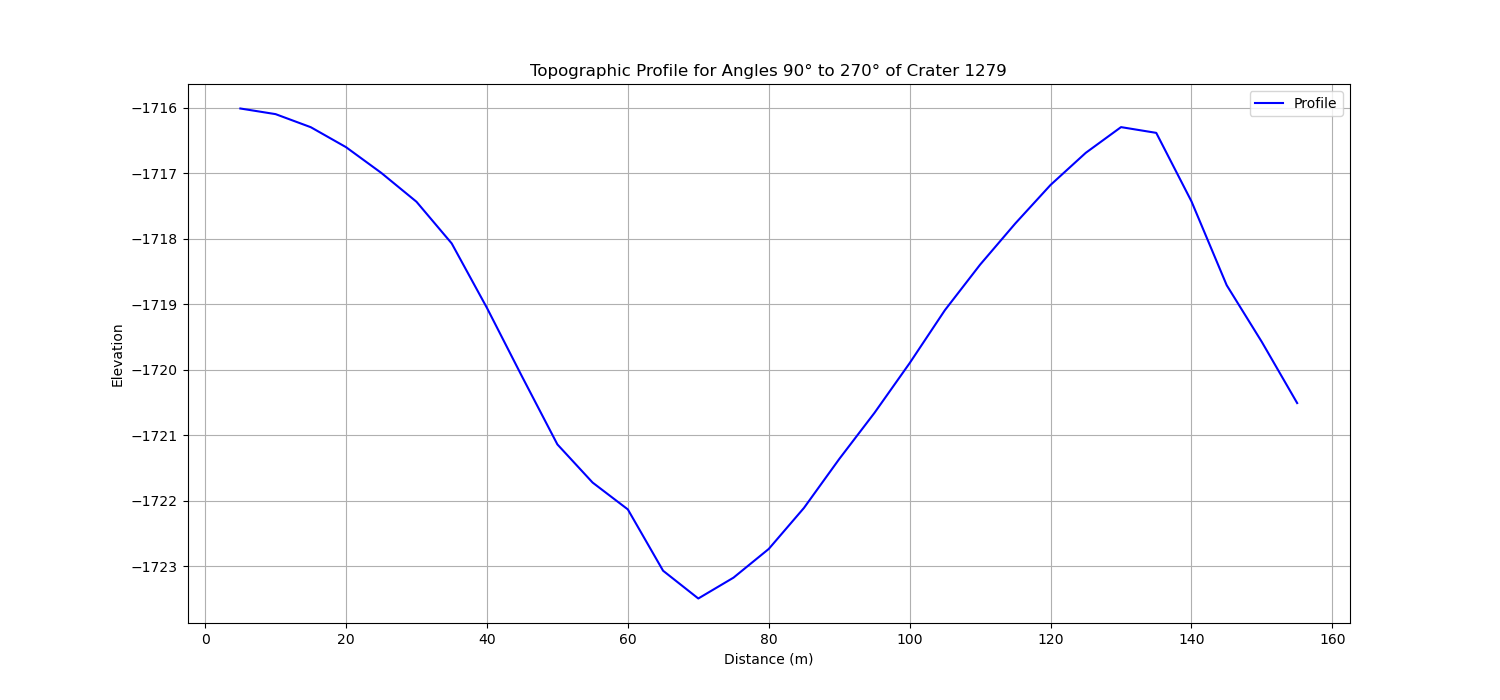 Topographic Profile for Angles 90° to 270° of Crater 1279
Profile
−1716
−1717
−1718
−1719
−1720
−1721
−1722
−1723
Elevation
0 20 40 60 80 100 120 140 160
Distance (m)